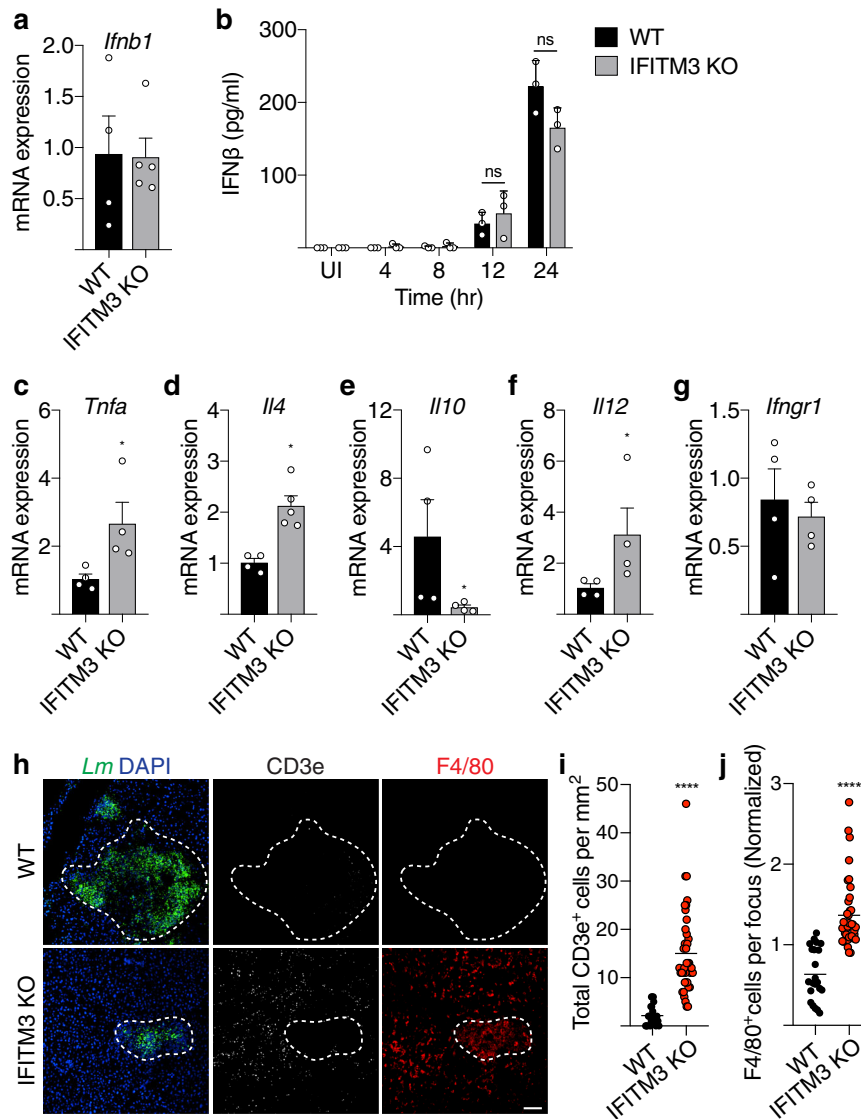 a
Ifnb1
mRNA expression
2.0
1.5
1.0
0.5
WT
IFITM3 KO
b
IFNβ (pg/ml)
300
200
100
ns
ns
UI 4 8 12 24
Time (hr)
WT
IFITM3 KO
c
Tnfa
mRNA expression
6
4
2
*
WT
IFITM3 KO
d
Il4
mRNA expression
4
3
2
1
*
WT
IFITM3 KO
e
Il10
mRNA expression
12
8
4
*
WT
IFITM3 KO
f
Il12
mRNA expression
8
6
4
2
*
WT
IFITM3 KO
g
Ifngr1
mRNA expression
1.5
1.0
0.5
WT
IFITM3 KO
h
Lm DAPI
CD3e
F4/80
WT
IFITM3 KO
i
Total CD3e+ cells per mm2
50
40
30
20
10
****
WT
IFITM3 KO
j
F4/80+cells per focus (Normalized)
3
2
1
****
WT
IFITM3 KO